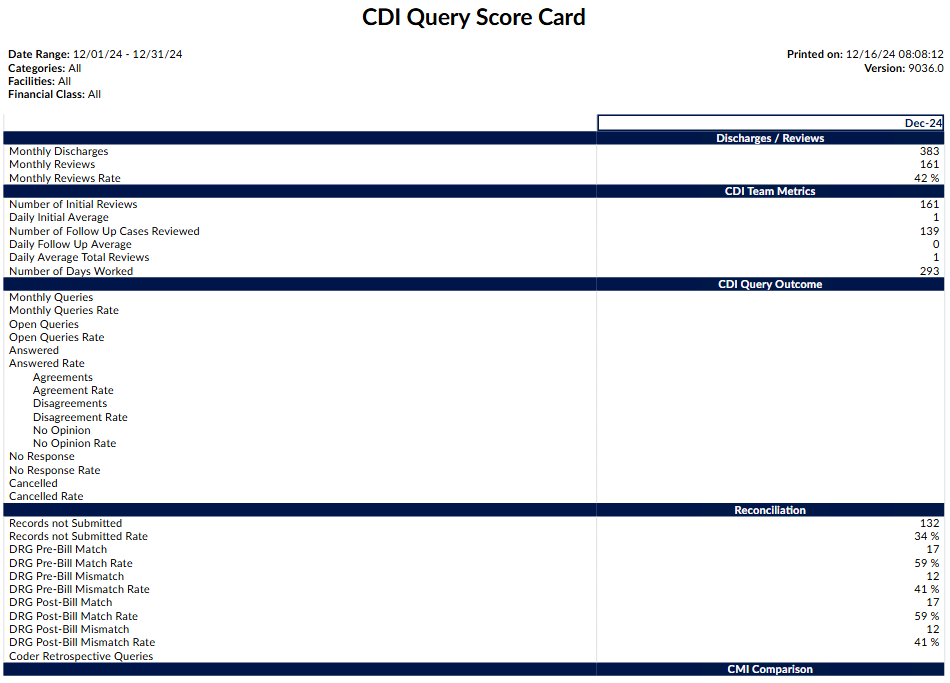 CDI Query Score Card
Date Range: 12/01/24 - 12/31/24 Printed on: 12/16/24 08:08:12
Categories: All Version: 9036.0
Facilities: All
Financial Class: All
Dec-24
Discharges / Reviews
Monthly Discharges 383
Monthly Reviews 161
Monthly Reviews Rate 42 %
CDI Team Metrics
Number of Initial Reviews 161
Daily Initial Average 1
Number of Follow Up Cases Reviewed 139
Daily Follow Up Average 0
Daily Average Total Reviews 1
Number of Days Worked 293
CDI Query Outcome
Monthly Queries
Monthly Queries Rate
Open Queries
Open Queries Rate
Answered
Answered Rate
Agreements
Agreement Rate
Disagreements
Disagreement Rate
No Opinion
No Opinion Rate
No Response
No Response Rate
Cancelled
Cancelled Rate
Reconciliation
Records not Submitted 132
Records not Submitted Rate 34 %
DRG Pre-Bill Match 17
DRG Pre-Bill Match Rate 59 %
DRG Pre-Bill Mismatch 12
DRG Pre-Bill Mismatch Rate 41 %
DRG Post-Bill Match 17
DRG Post-Bill Match Rate 59 %
DRG Post-Bill Mismatch 12
DRG Post-Bill Mismatch Rate 41 %
Coder Retrospective Queries
CMI Comparison